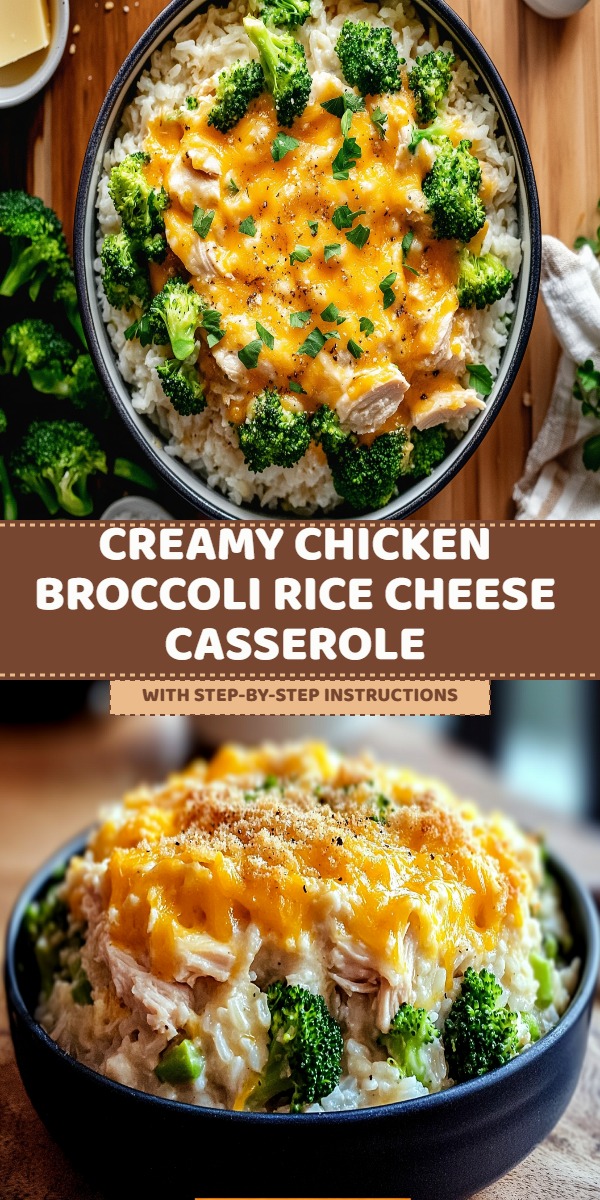 CREAMY CHICKEN
BROCCOLI RICE CHEESE
CASSEROLE
WITH STEP-BY-STEP INSTRUCTIONS